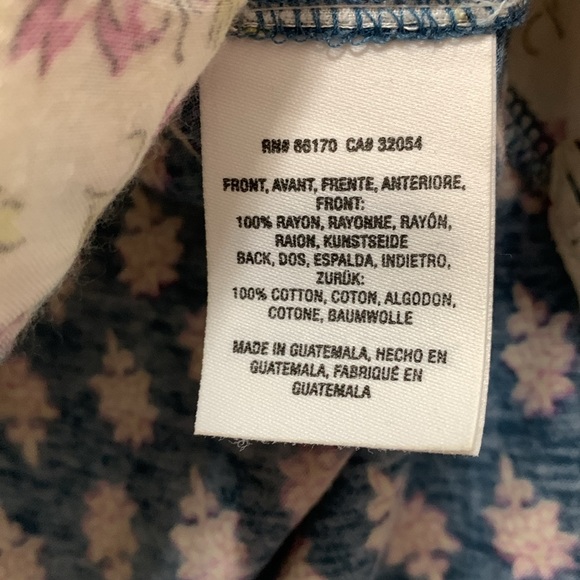 RN# 66170 CA# 32054
FRONT, AVANT, FRENTE, ANTERIORE,
FRONT:
100% RAYON, RAYONNE, RAYÓN,
RAION, KUNSTSEIDE
BACK, DOS, ESPALDA, INDIETRO,
ZURÜK:
100% COTTON, COTON, ALGODON,
COTONE, BAUMWOLLE
MADE IN GUATEMALA, HECHO EN
GUATEMALA, FABRIQUÉ EN
GUATEMALA